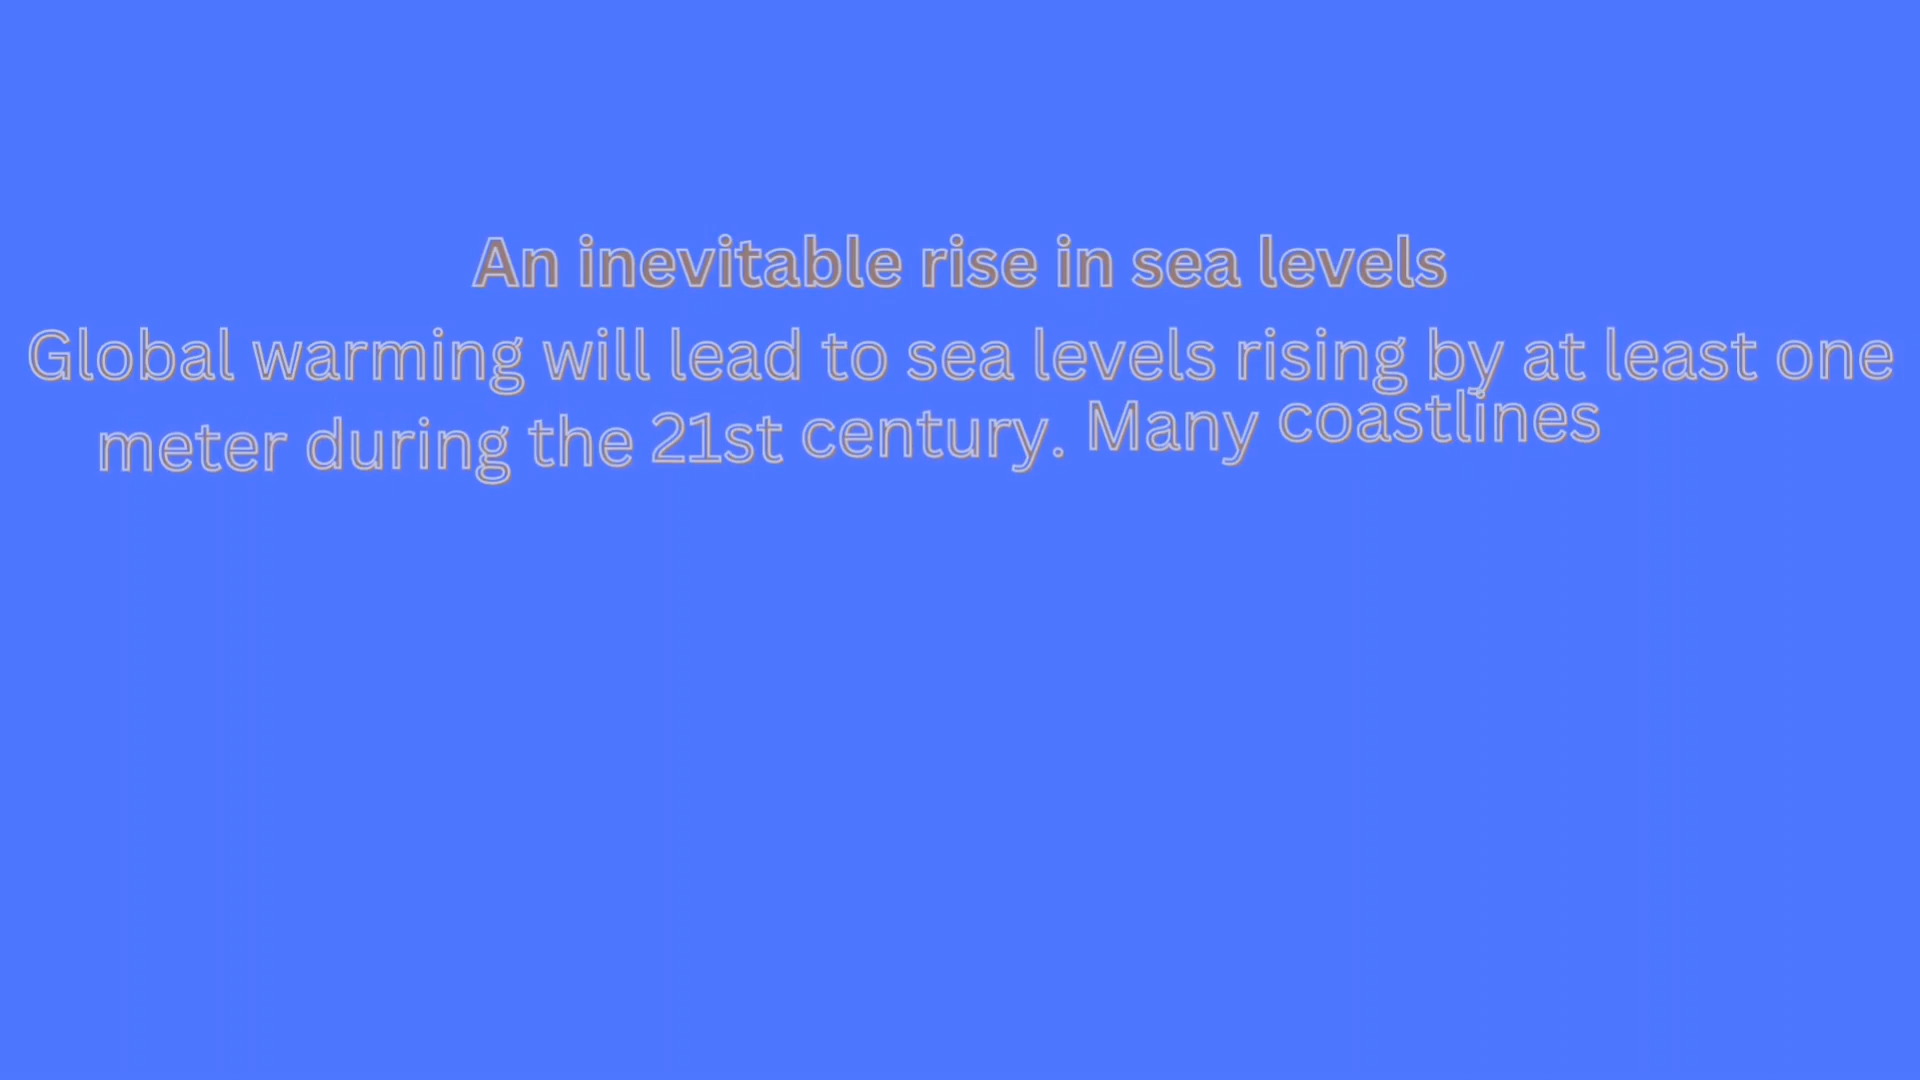 An inevitable rise in sea levels
Global warming will lead to sea levels rising by at least one
meter during the 21st century. Many coastlines